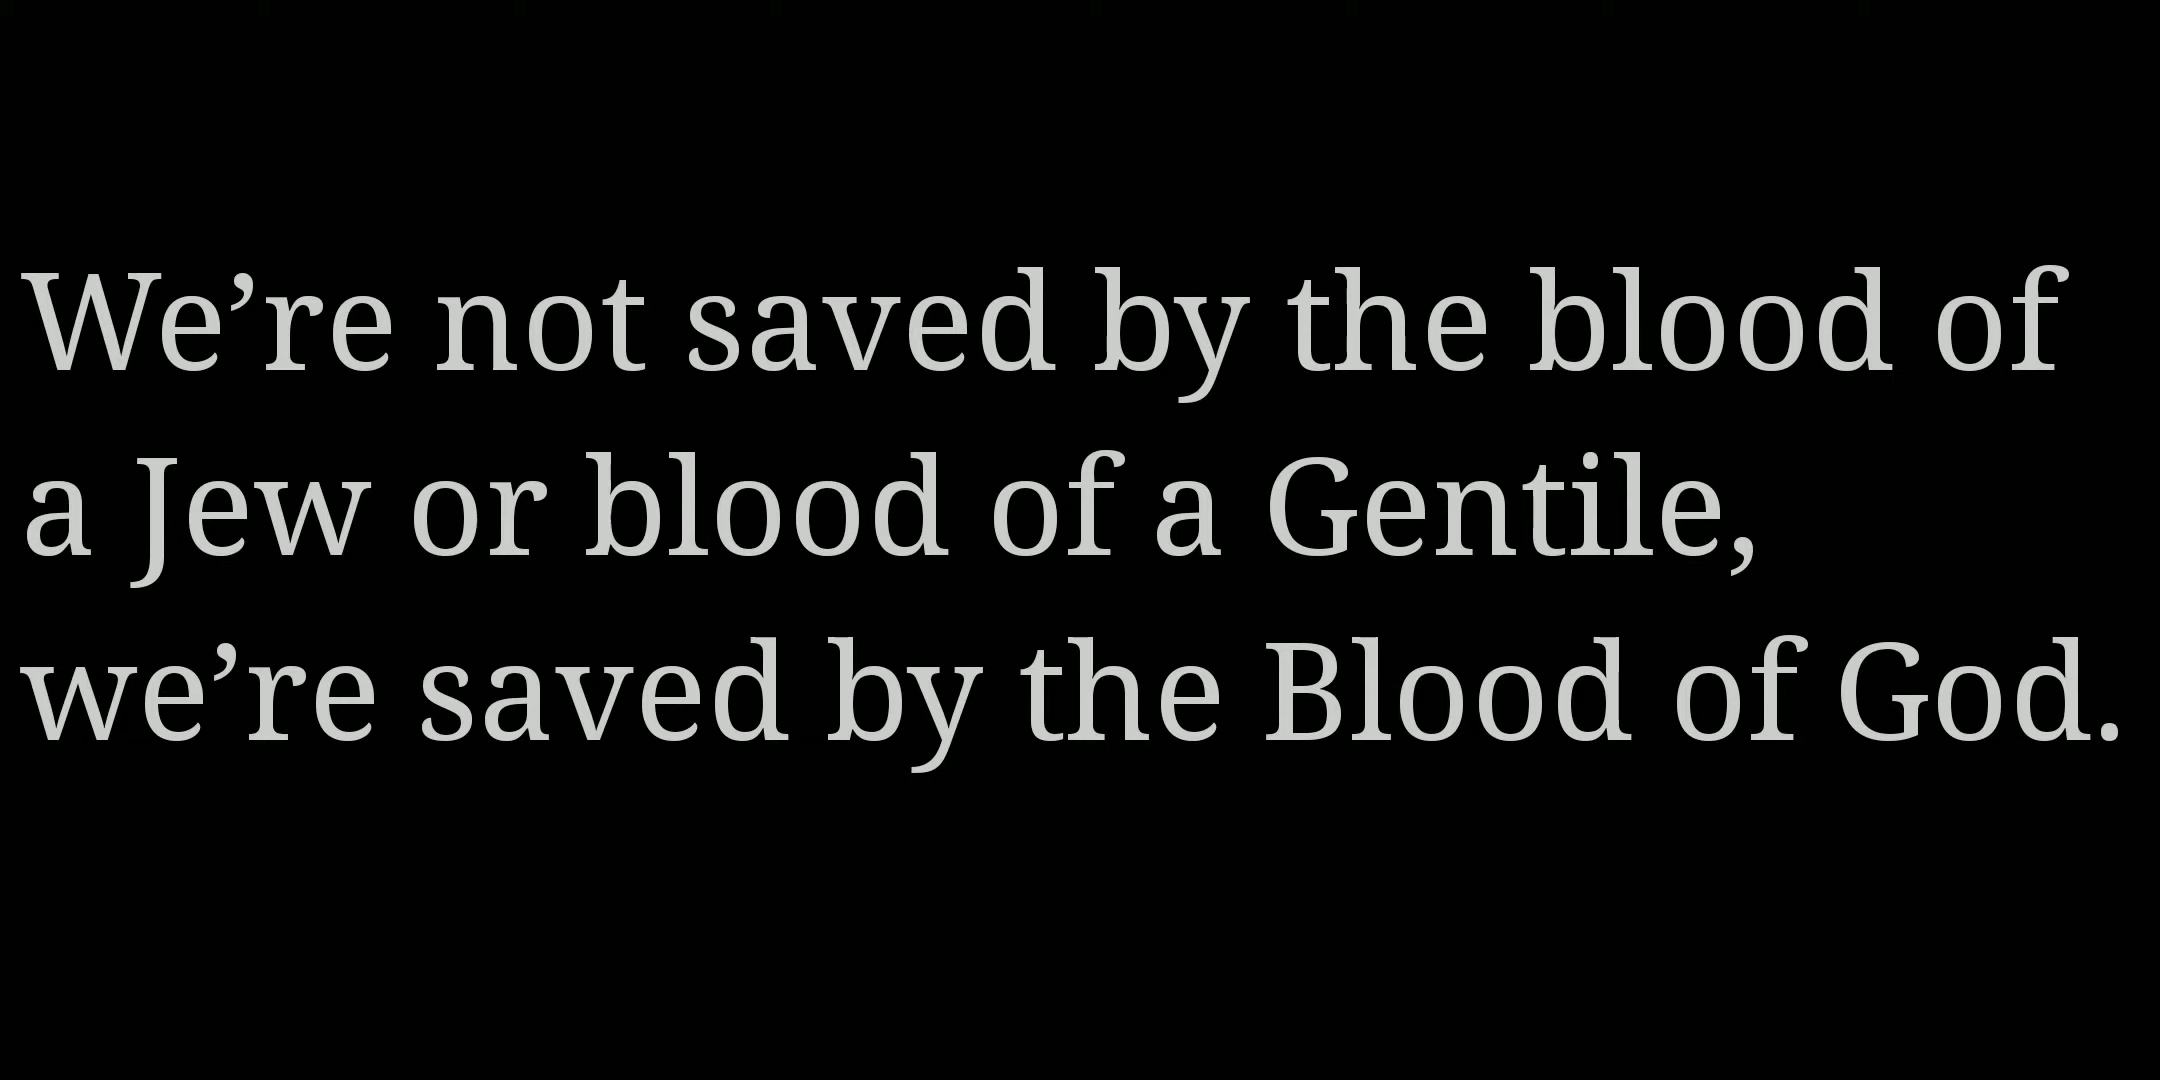 We’re not saved by the blood of
a Jew or blood of a Gentile,
we’re saved by the Blood of God.